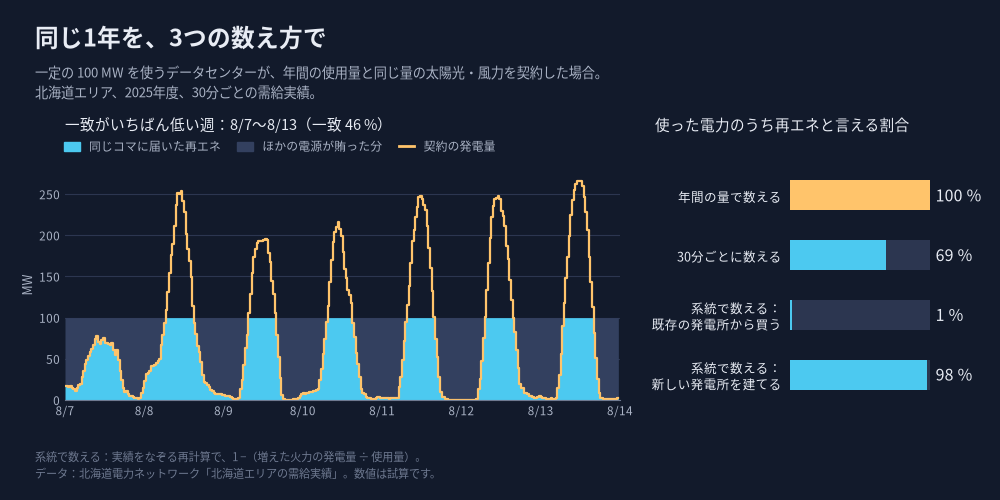 同じ1年を、3つの数え方で
一定の 100 MW を使うデータセンターが、年間の使用量と同じ量の太陽光・風力を契約した場合。
北海道エリア、2025年度、30分ごとの需給実績。
一致がいちばん低い週：8/7〜8/13（一致 46 %）
同じコマに届いた再エネ
ほかの電源が賄った分
契約の発電量
MW
250
200
150
100
50
0
8/7
8/8
8/9
8/10
8/11
8/12
8/13
8/14
使った電力のうち再エネと言える割合
年間の量で数える
100 %
30分ごとに数える
69 %
系統で数える：
既存の発電所から買う
1 %
系統で数える：
新しい発電所を建てる
98 %
系統で数える：実績をなぞる再計算で、1 −（増えた火力の発電量 ÷ 使用量）。
データ：北海道電力ネットワーク「北海道エリアの需給実績」。数値は試算です。